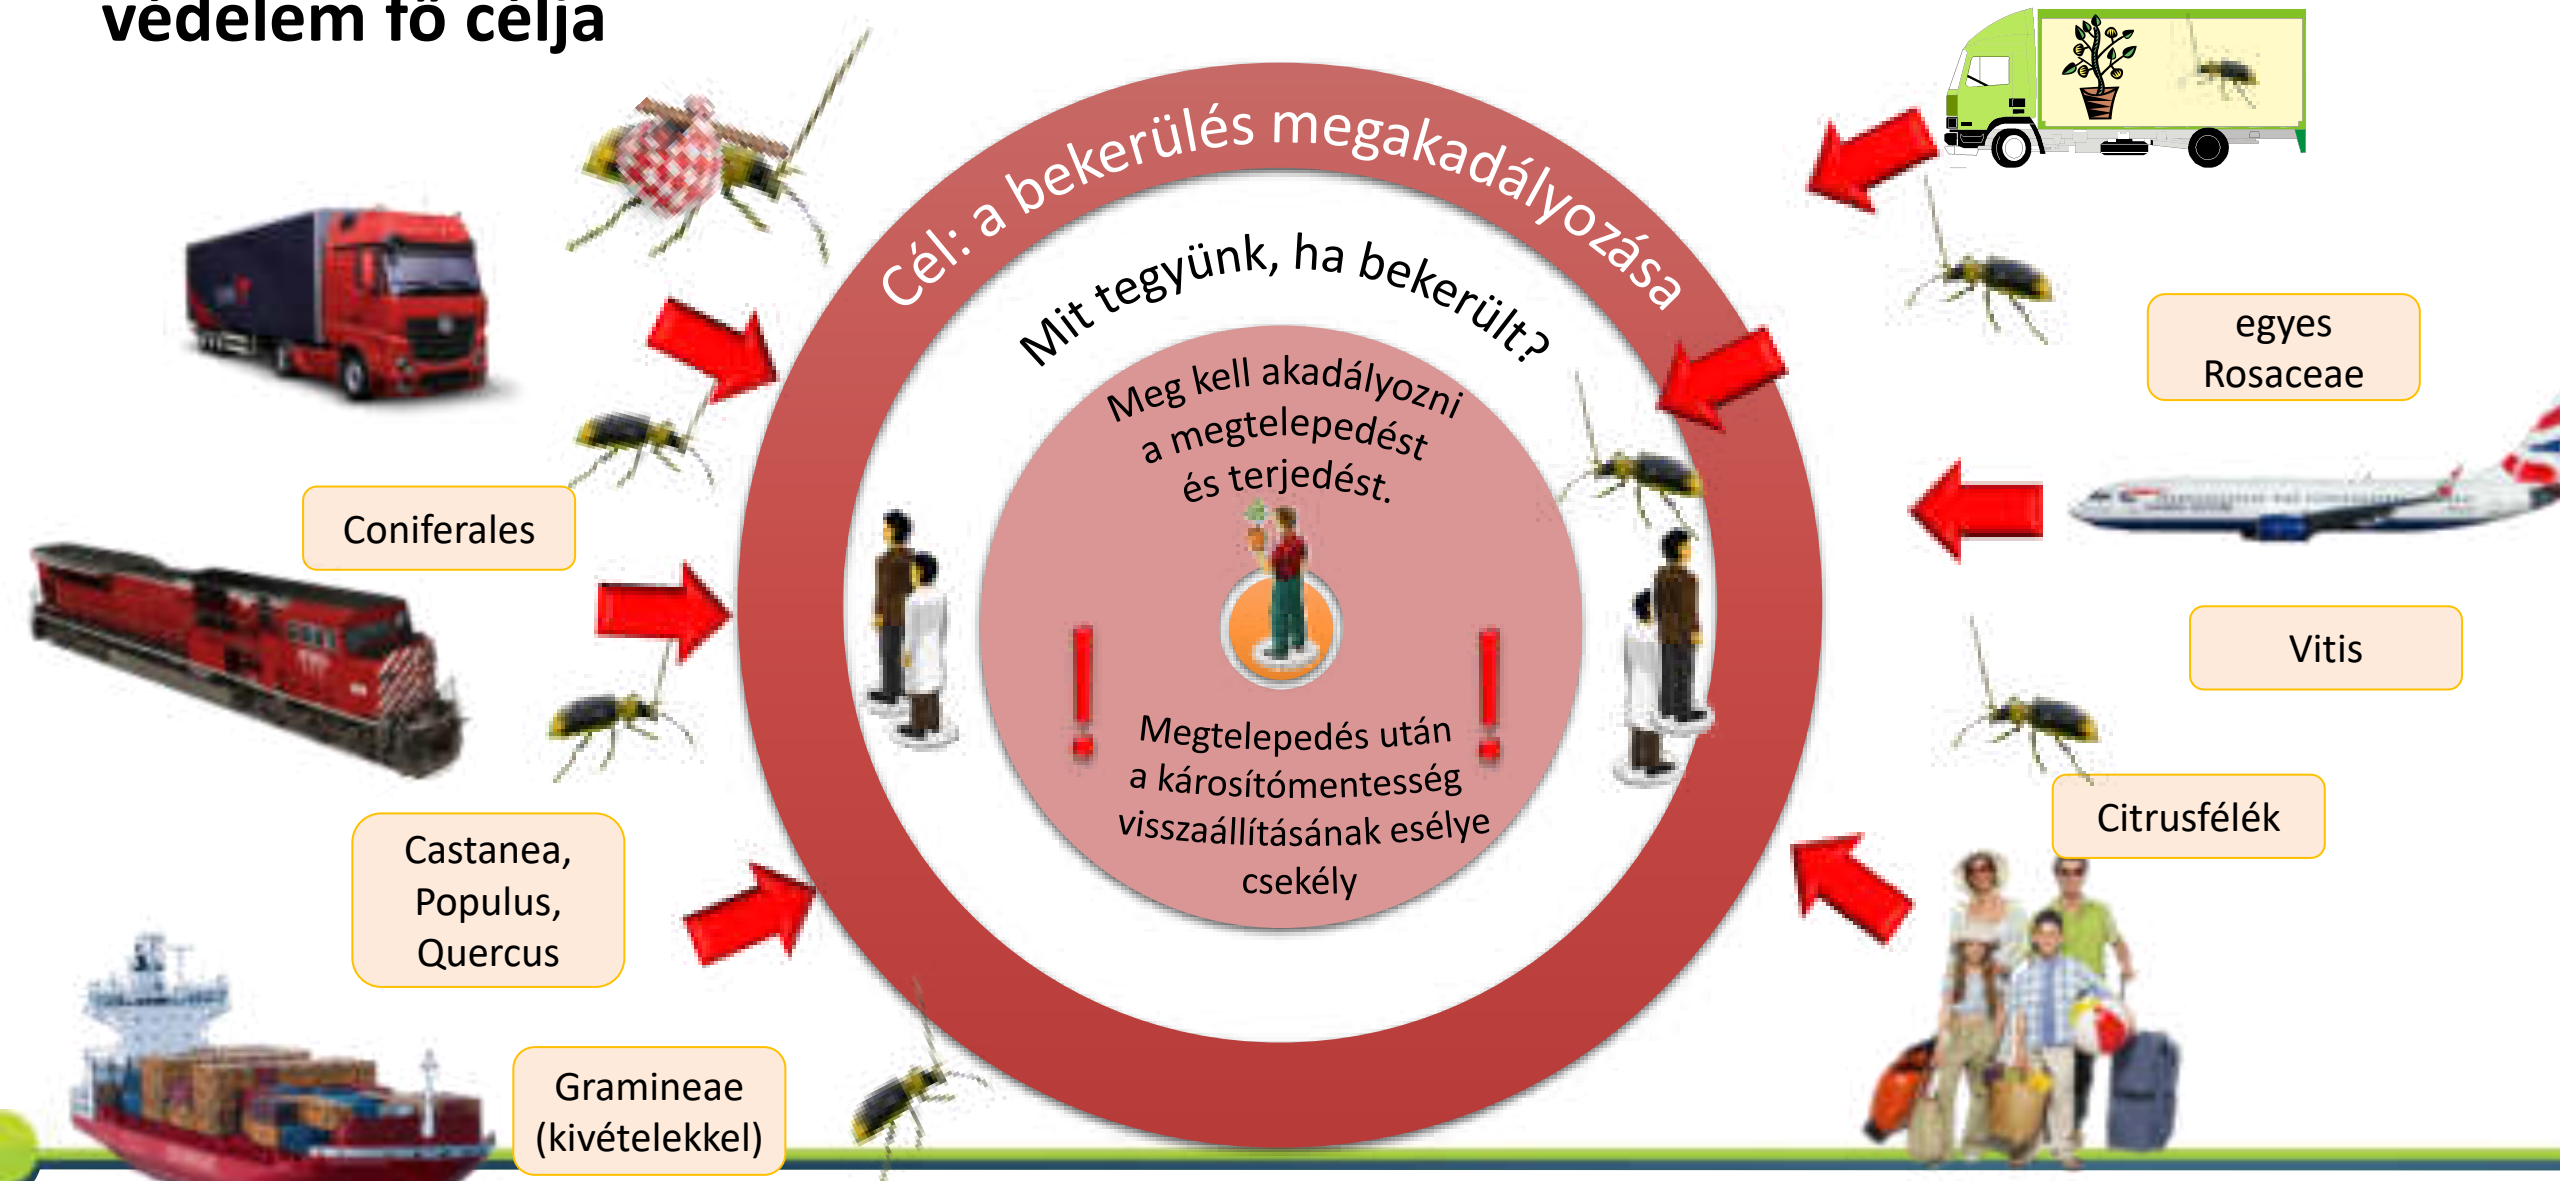 védelem fő célja
Cél: a bekerülés megakadályozása
Mit tegyünk, ha bekerült?
Meg kell akadályozni
a megtelepedést
és terjedést.
Megtelepedés után
a károsítómentesség
visszaállításának esélye
csekély
Coniferales
Castanea,
Populus,
Quercus
Gramineae
(kivételekkel)
egyes
Rosaceae
Vitis
Citrusfélék